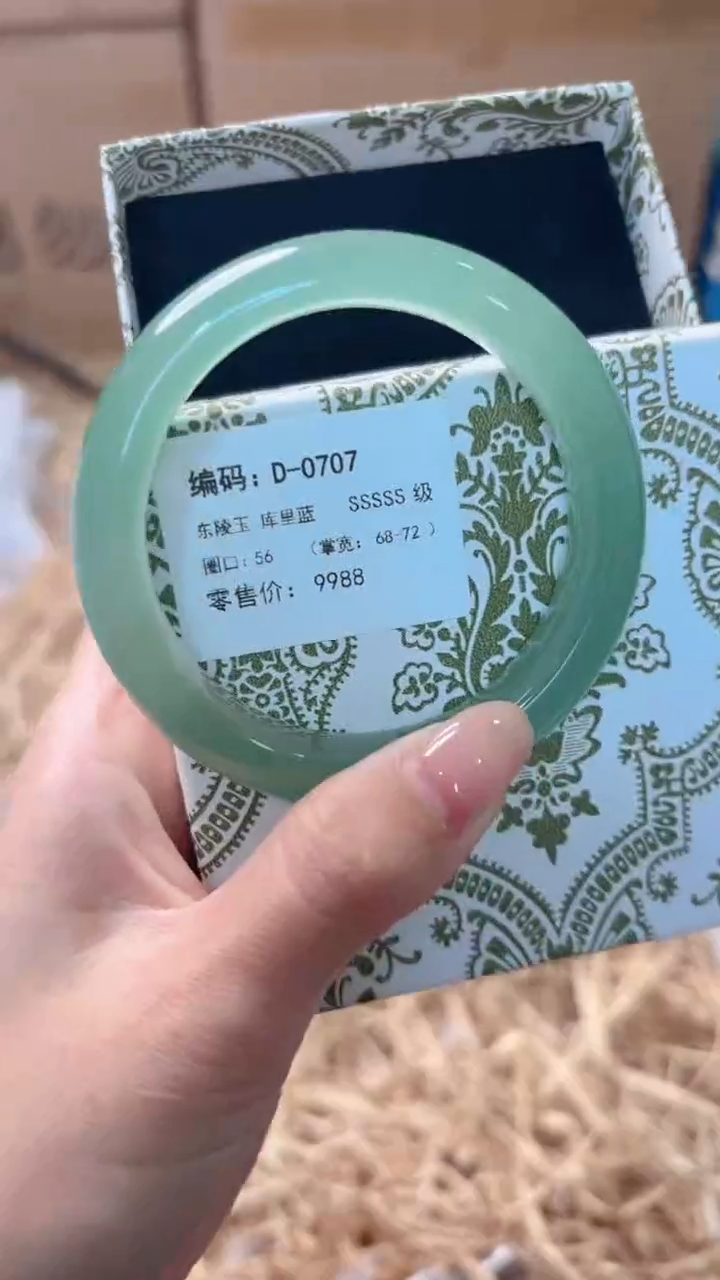 编码：D-0707
东陵玉 库里蓝 SSSSS 级
圈口：56 （掌宽：68-72 ）
零售价：9988